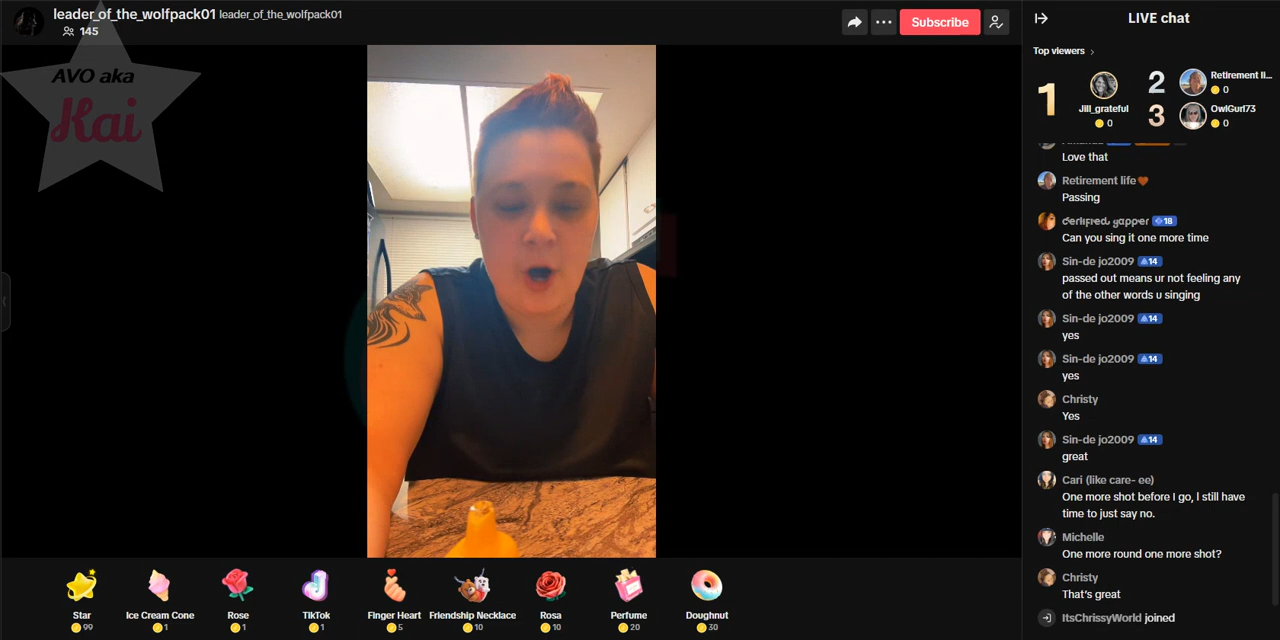 leader_of_the_wolfpack01 leader_of_the_wolfpack01
145
Subscribe
AVO aka
Kai
LIVE chat
Top viewers
1
Jill_grateful
0
2
Retirement li...
0
3
OwlGurl73
0
Love that
Retirement life
Passing
18
Can you sing it one more time
Sin-de jo2009 14
passed out means ur not feeling any
of the other words u singing
Sin-de jo2009 14
yes
Sin-de jo2009 14
yes
Christy
Yes
Sin-de jo2009 14
great
Cari (like care- ee)
One more shot before I go, I still have
time to just say no.
Michelle
One more round one more shot?
Christy
That's great
ItsChrissyWorld joined
Star
99
Ice Cream Cone
1
Rose
1
TikTok
1
Finger Heart
5
Friendship Necklace
10
Rosa
10
Perfume
20
Doughnut
30